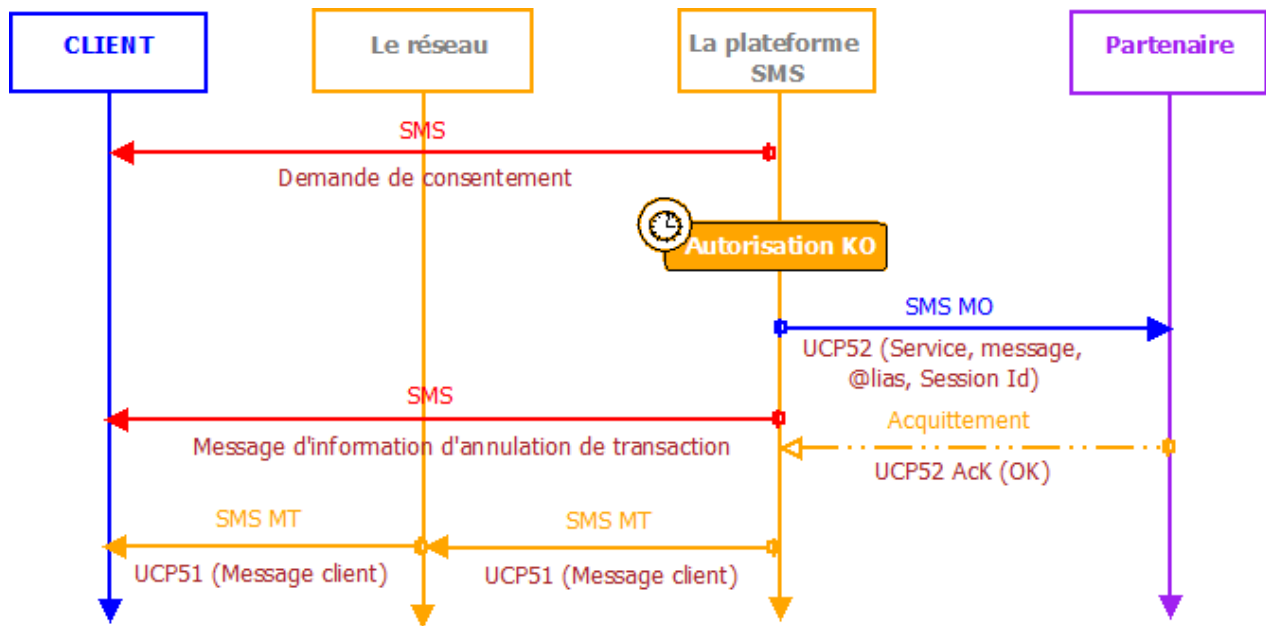 CLIENT
Le réseau
La plateforme
SMS
Partenaire
SMS
Demande de consentement
Autorisation KO
SMS MO
UCP52 (Service, message,
@lias, Session Id)
SMS
Message d'information d'annulation de transaction
Acquittement
UCP52 AcK (OK)
SMS MT
SMS MT
UCP51 (Message client)
UCP51 (Message client)